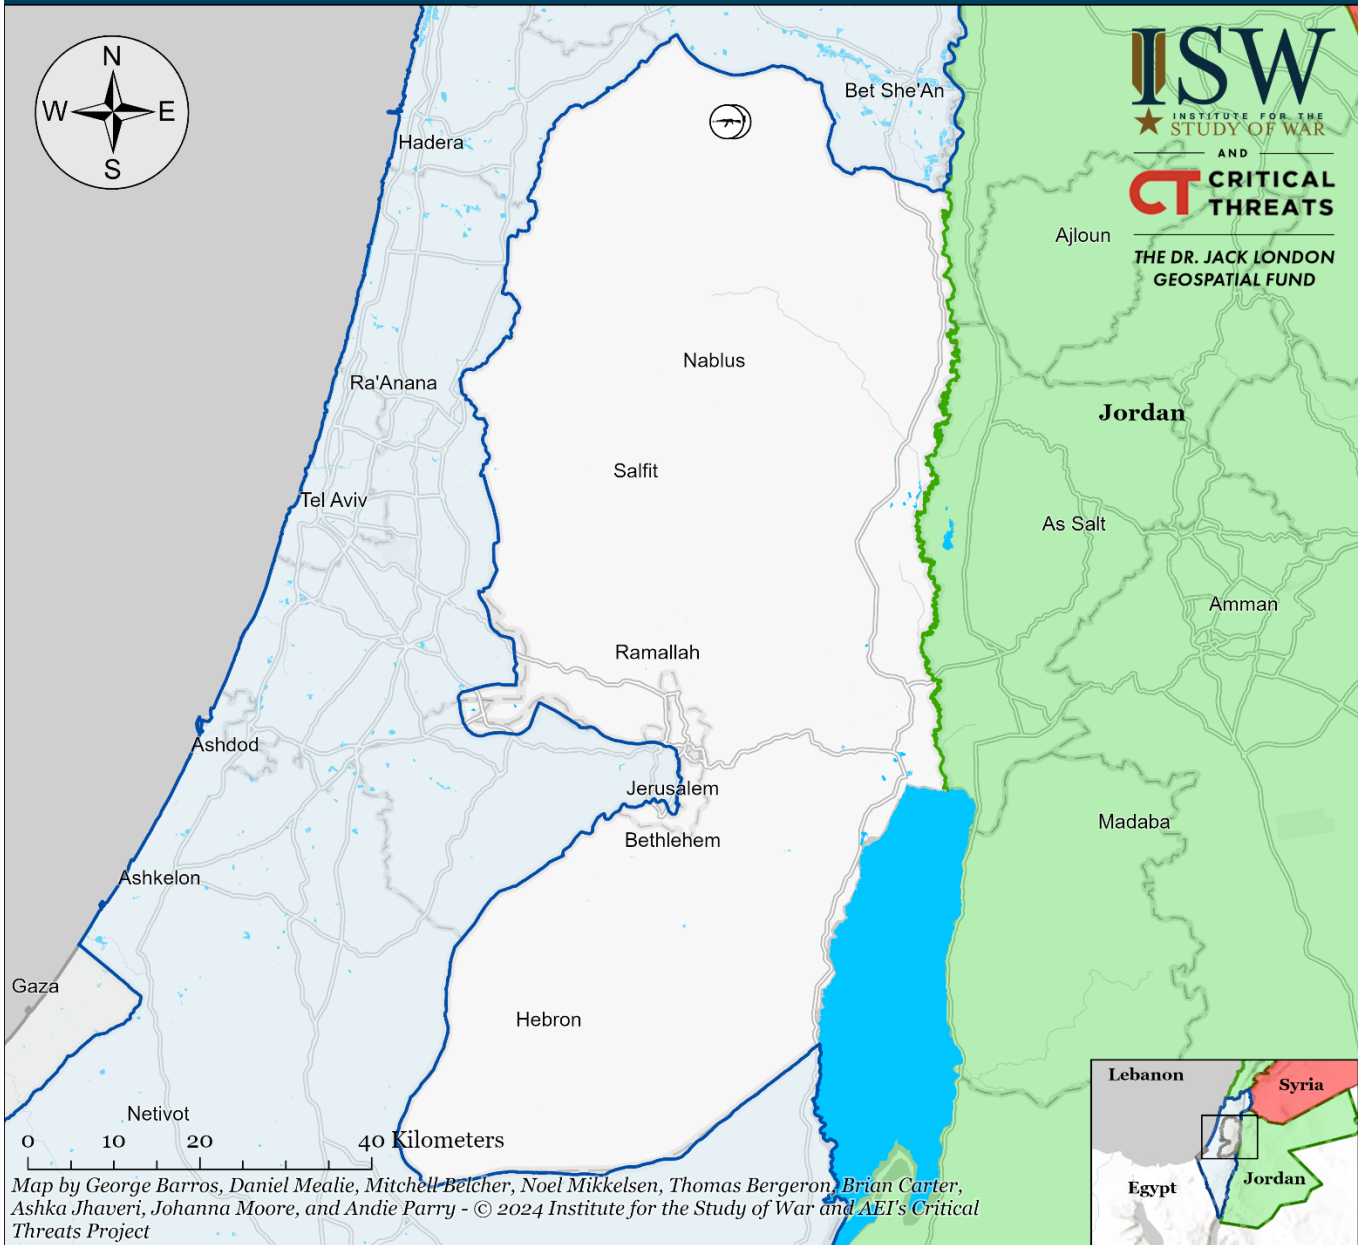 N
W E
S
ISW
INSTITUTE FOR THE
STUDY OF WAR
AND
CT CRITICAL
THREATS
THE DR. JACK LONDON
GEOSPATIAL FUND
Bet She'An
Hadera
Ajloun
Nablus
Ra'Anana
Jordan
Salfit
Tel Aviv
As Salt
Amman
Ramallah
Ashdod
Jerusalem
Madaba
Bethlehem
Ashkelon
Gaza
Hebron
Netivot
0 10 20 40 Kilometers
Lebanon
Syria
Egypt
Jordan
Map by George Barros, Daniel Mealie, Mitchell Belcher, Noel Mikkelsen, Thomas Bergeron, Brian Carter,
Ashka Jhaveri, Johanna Moore, and Andie Parry - © 2024 Institute for the Study of War and AEI's Critical
Threats Project